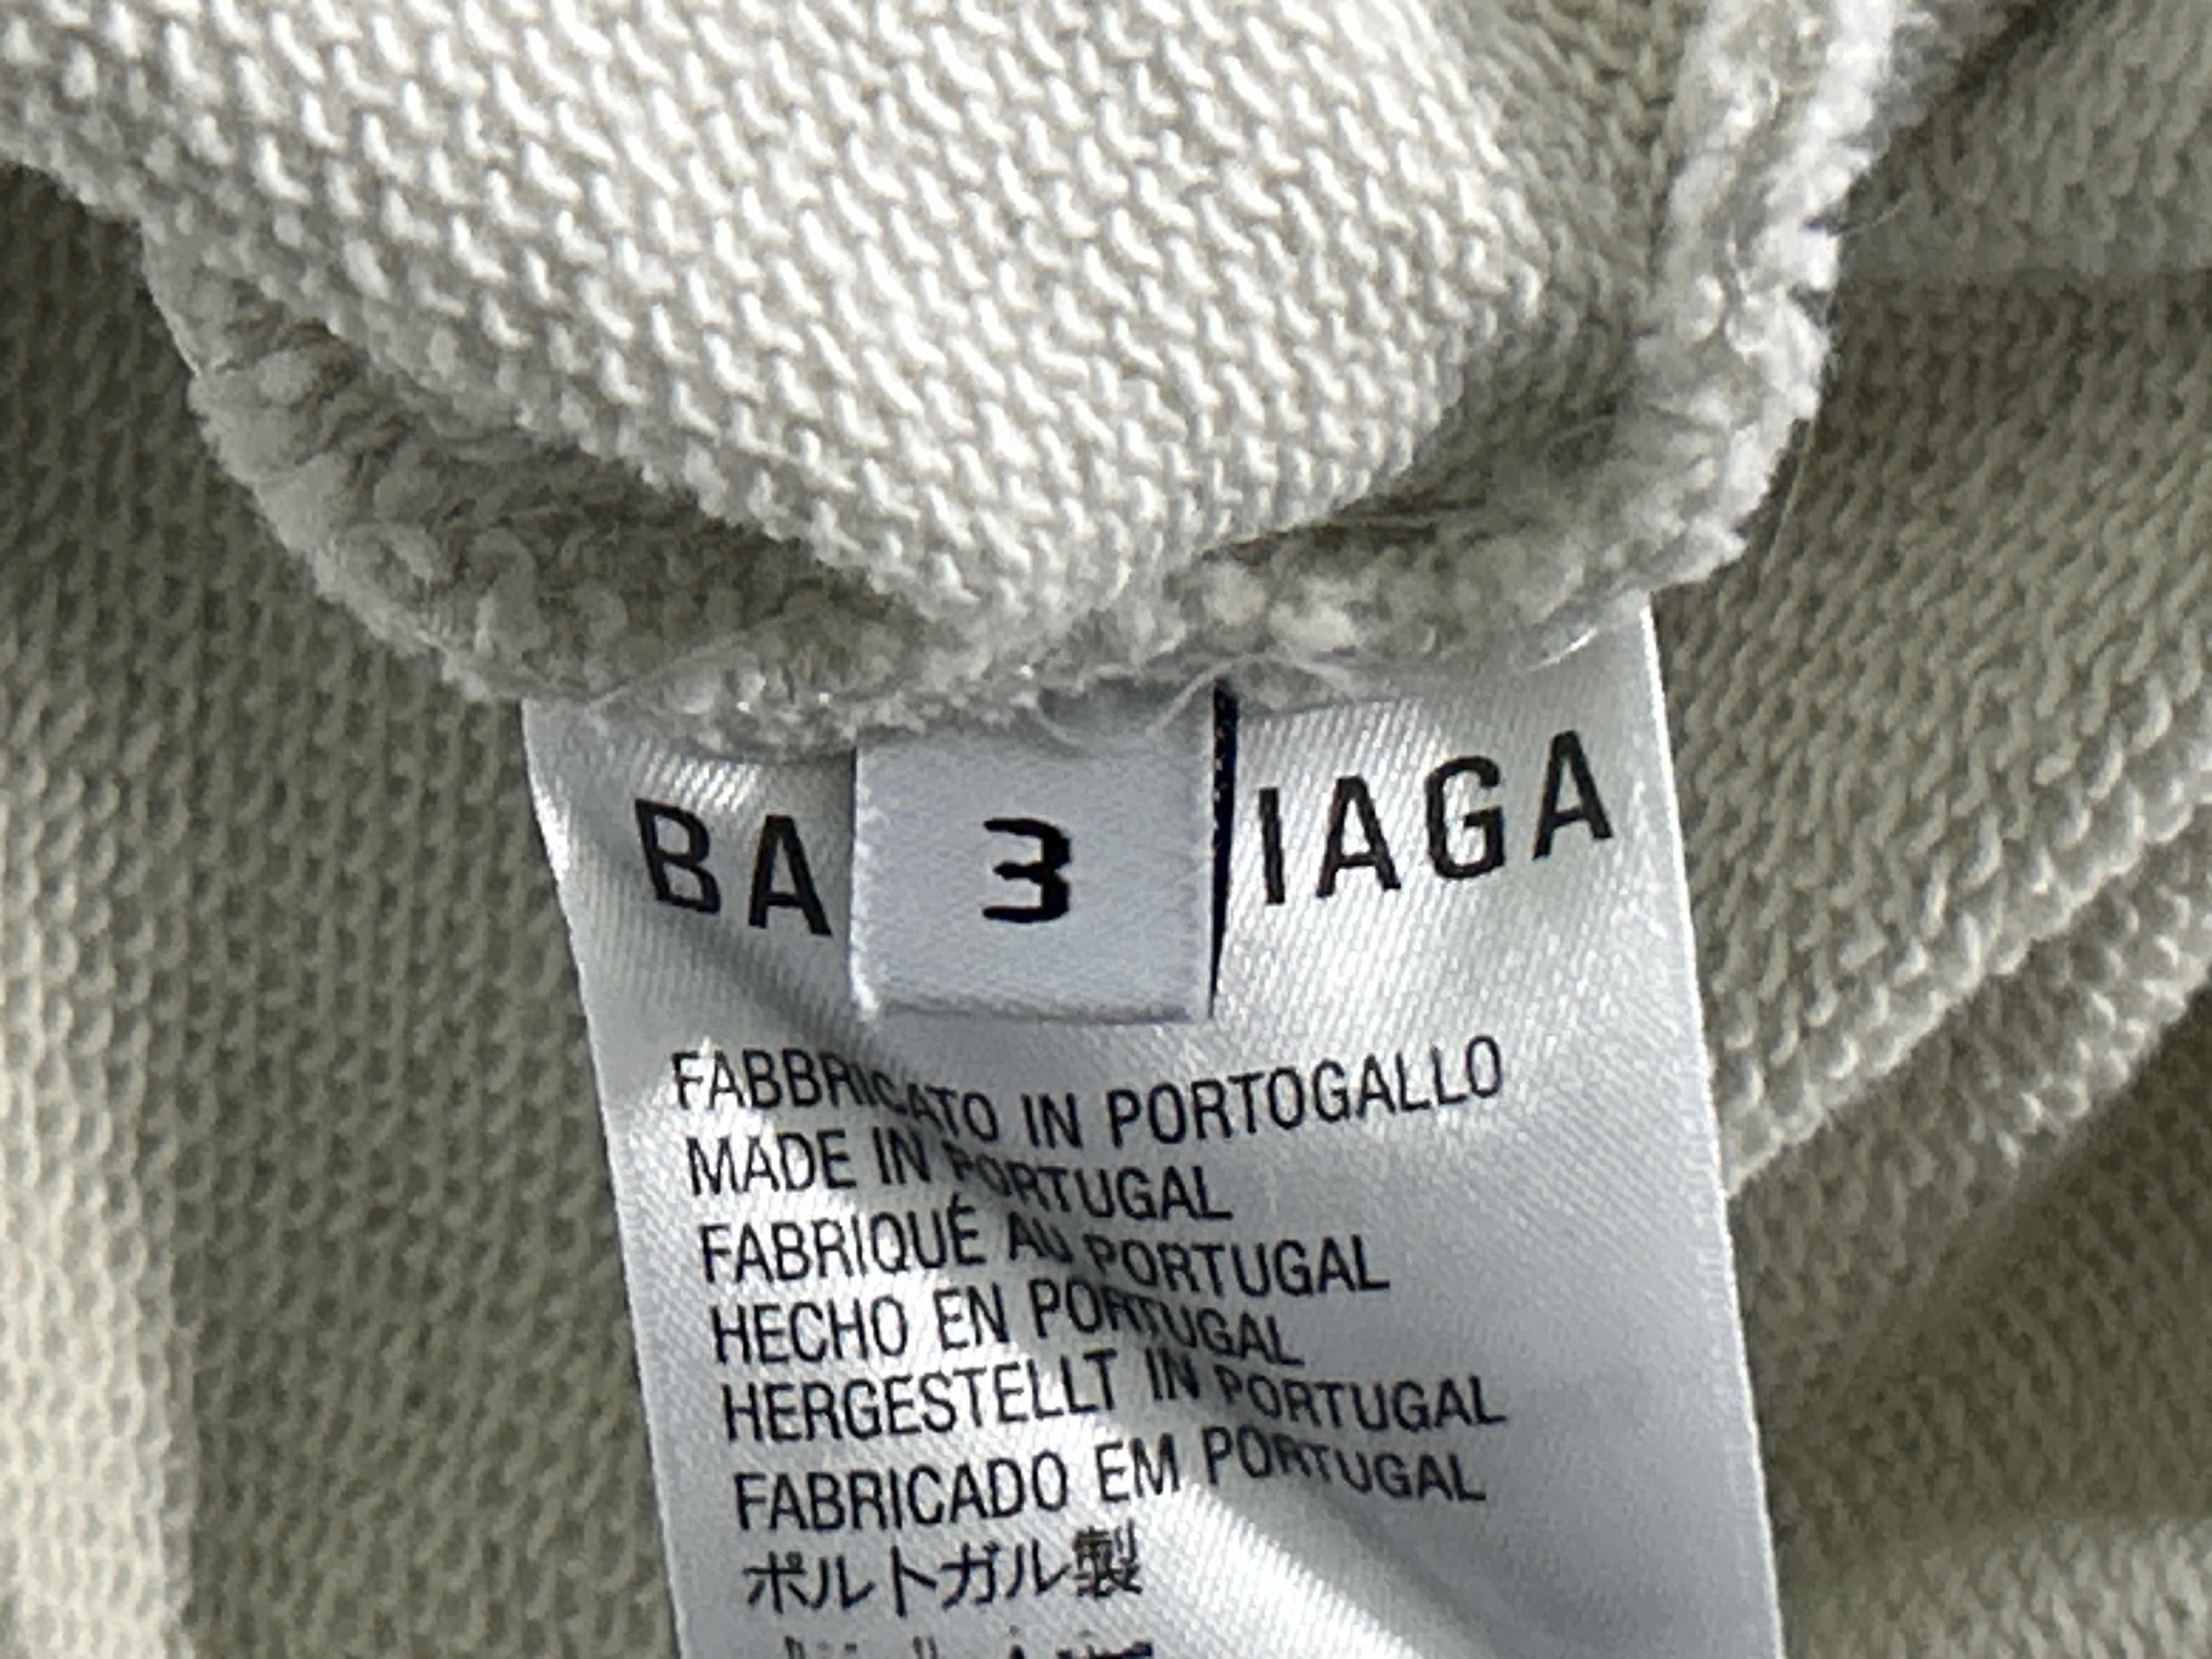 BA 3 IAGA
FABBRICATO IN PORTOGALLO
MADE IN PORTUGAL
FABRIQUÉ AU PORTUGAL
HECHO EN PORTUGAL
HERGESTELLT IN PORTUGAL
FABRICADO EM PORTUGAL
ポルトガル製